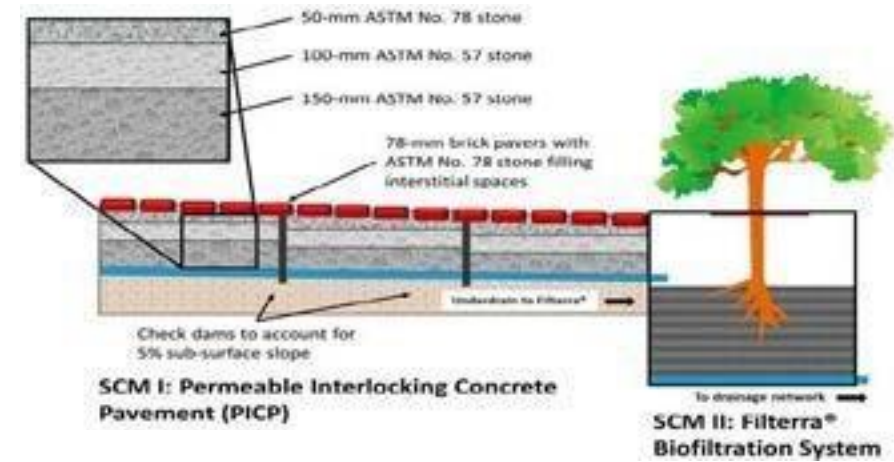 50-mm ASTM No. 78 stone
100-mm ASTM No. 57 stone
150-mm ASTM No. 57 stone
78-mm brick pavers with
ASTM No. 78 stone filling
interstitial spaces
Underdrain to Filterra®
Check dams to account for
5% sub-surface slope
SCM I: Permeable Interlocking Concrete
Pavement (PICP)
To drainage network
SCM II: Filterra®
Biofiltration System